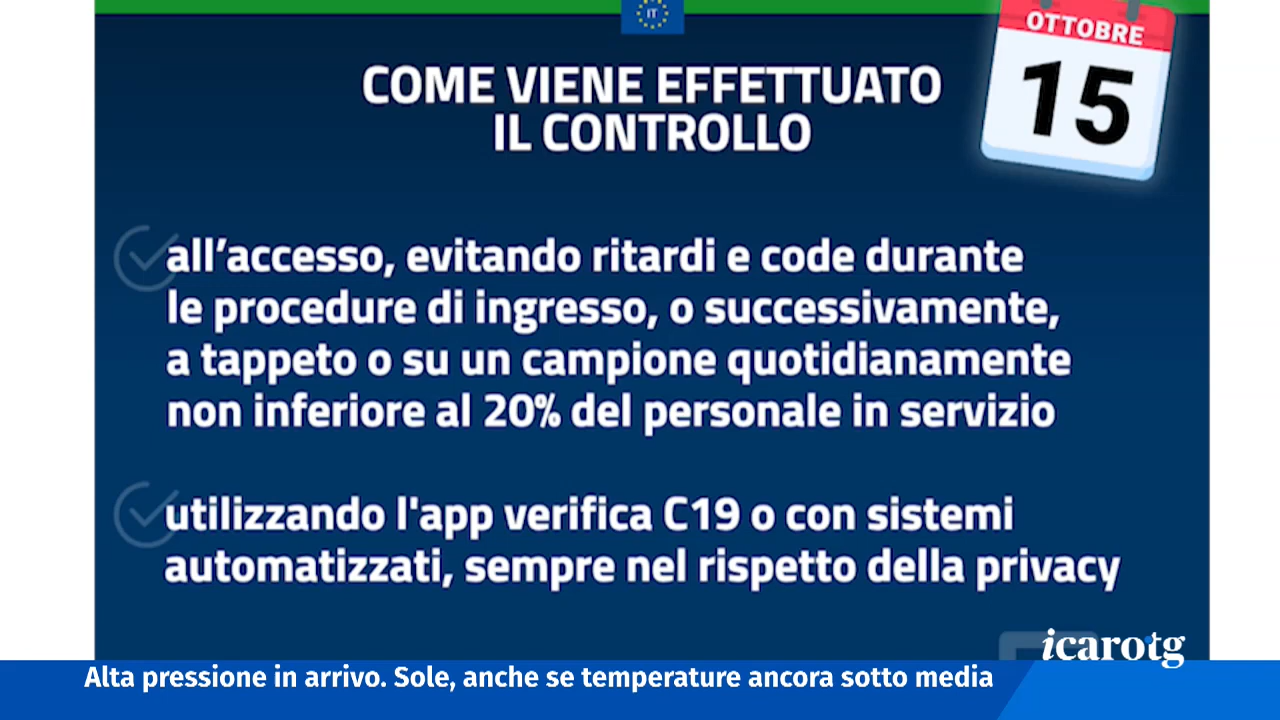 IT
OTTOBRE
15
COME VIENE EFFETTUATO
IL CONTROLLO
all’accesso, evitando ritardi e code durante
le procedure di ingresso, o successivamente,
a tappeto o su un campione quotidianamente
non inferiore al 20% del personale in servizio
utilizzando l'app verifica C19 o con sistemi
automatizzati, sempre nel rispetto della privacy
icarotg
Alta pressione in arrivo. Sole, anche se temperature ancora sotto media